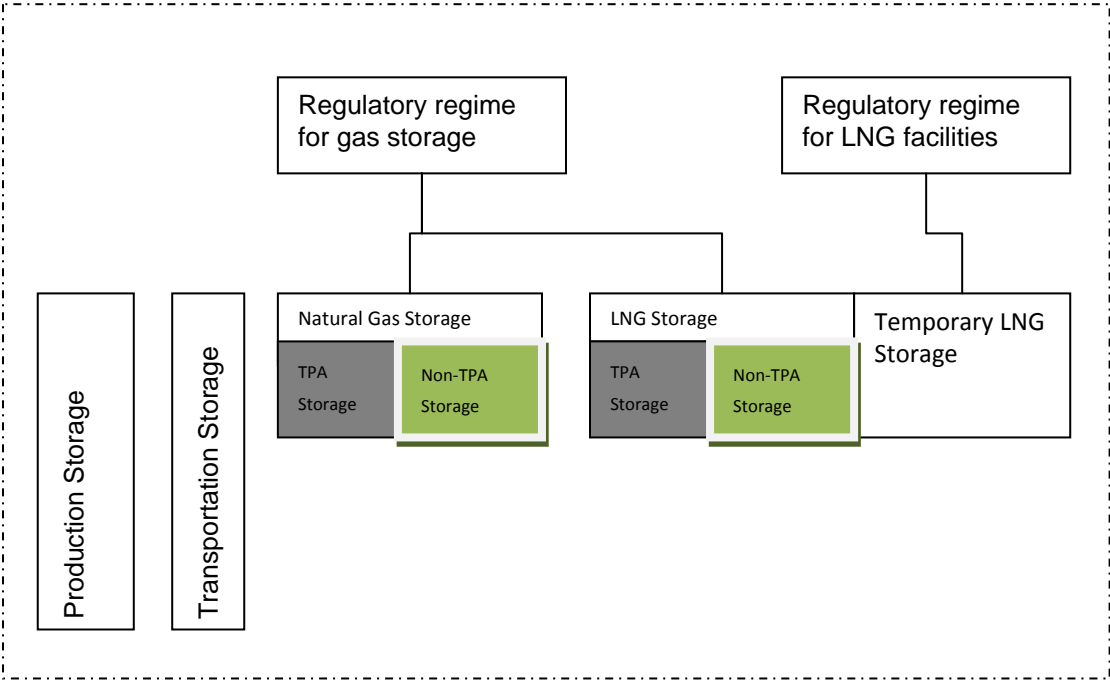 Regulatory regime
for gas storage
Regulatory regime
for LNG facilities
Production Storage
Transportation Storage
Natural Gas Storage
TPA
Storage
Non-TPA
Storage
LNG Storage
TPA
Storage
Non-TPA
Storage
Temporary LNG
Storage